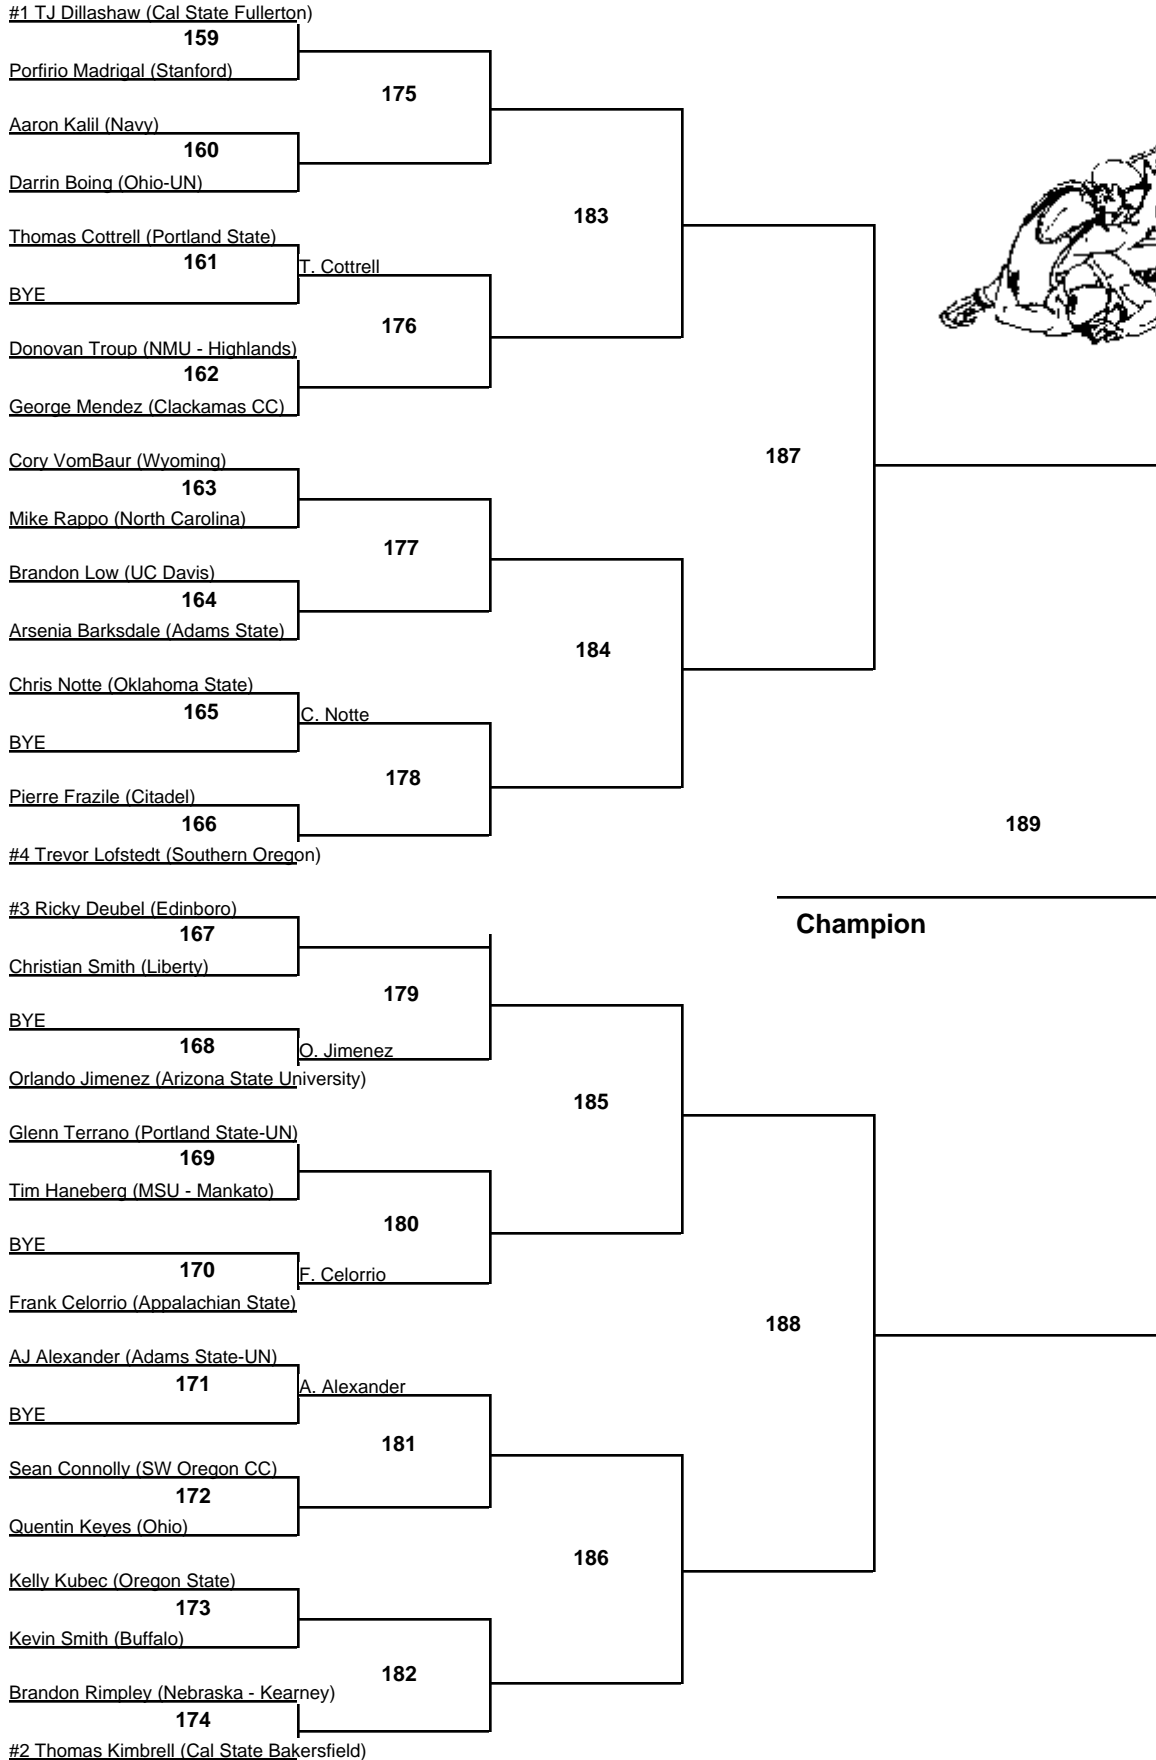 #1 TJ Dillashaw (Cal State Fullerton)
159
Porfirio Madrigal (Stanford)
175
Aaron Kalil (Navy)
160
Darrin Boing (Ohio-UN)
183
Thomas Cottrell (Portland State)
161
T. Cottrell
BYE
176
Donovan Troup (NMU - Highlands)
162
George Mendez (Clackamas CC)
187
Cory VomBaur (Wyoming)
163
Mike Rappo (North Carolina)
177
Brandon Low (UC Davis)
164
Arsenia Barksdale (Adams State)
184
Chris Notte (Oklahoma State)
165
C. Notte
BYE
178
Pierre Frazile (Citadel)
166
189
#4 Trevor Lofstedt (Southern Oregon)
#3 Ricky Deubel (Edinboro)
Champion
167
Christian Smith (Liberty)
179
BYE
168
O. Jimenez
Orlando Jimenez (Arizona State University)
185
Glenn Terrano (Portland State-UN)
169
Tim Haneberg (MSU - Mankato)
180
BYE
170
F. Celorrio
Frank Celorrio (Appalachian State)
188
AJ Alexander (Adams State-UN)
171
A. Alexander
BYE
181
Sean Connolly (SW Oregon CC)
172
Quentin Keyes (Ohio)
186
Kelly Kubec (Oregon State)
173
Kevin Smith (Buffalo)
182
Brandon Rimpley (Nebraska - Kearney)
174
#2 Thomas Kimbrell (Cal State Bakersfield)